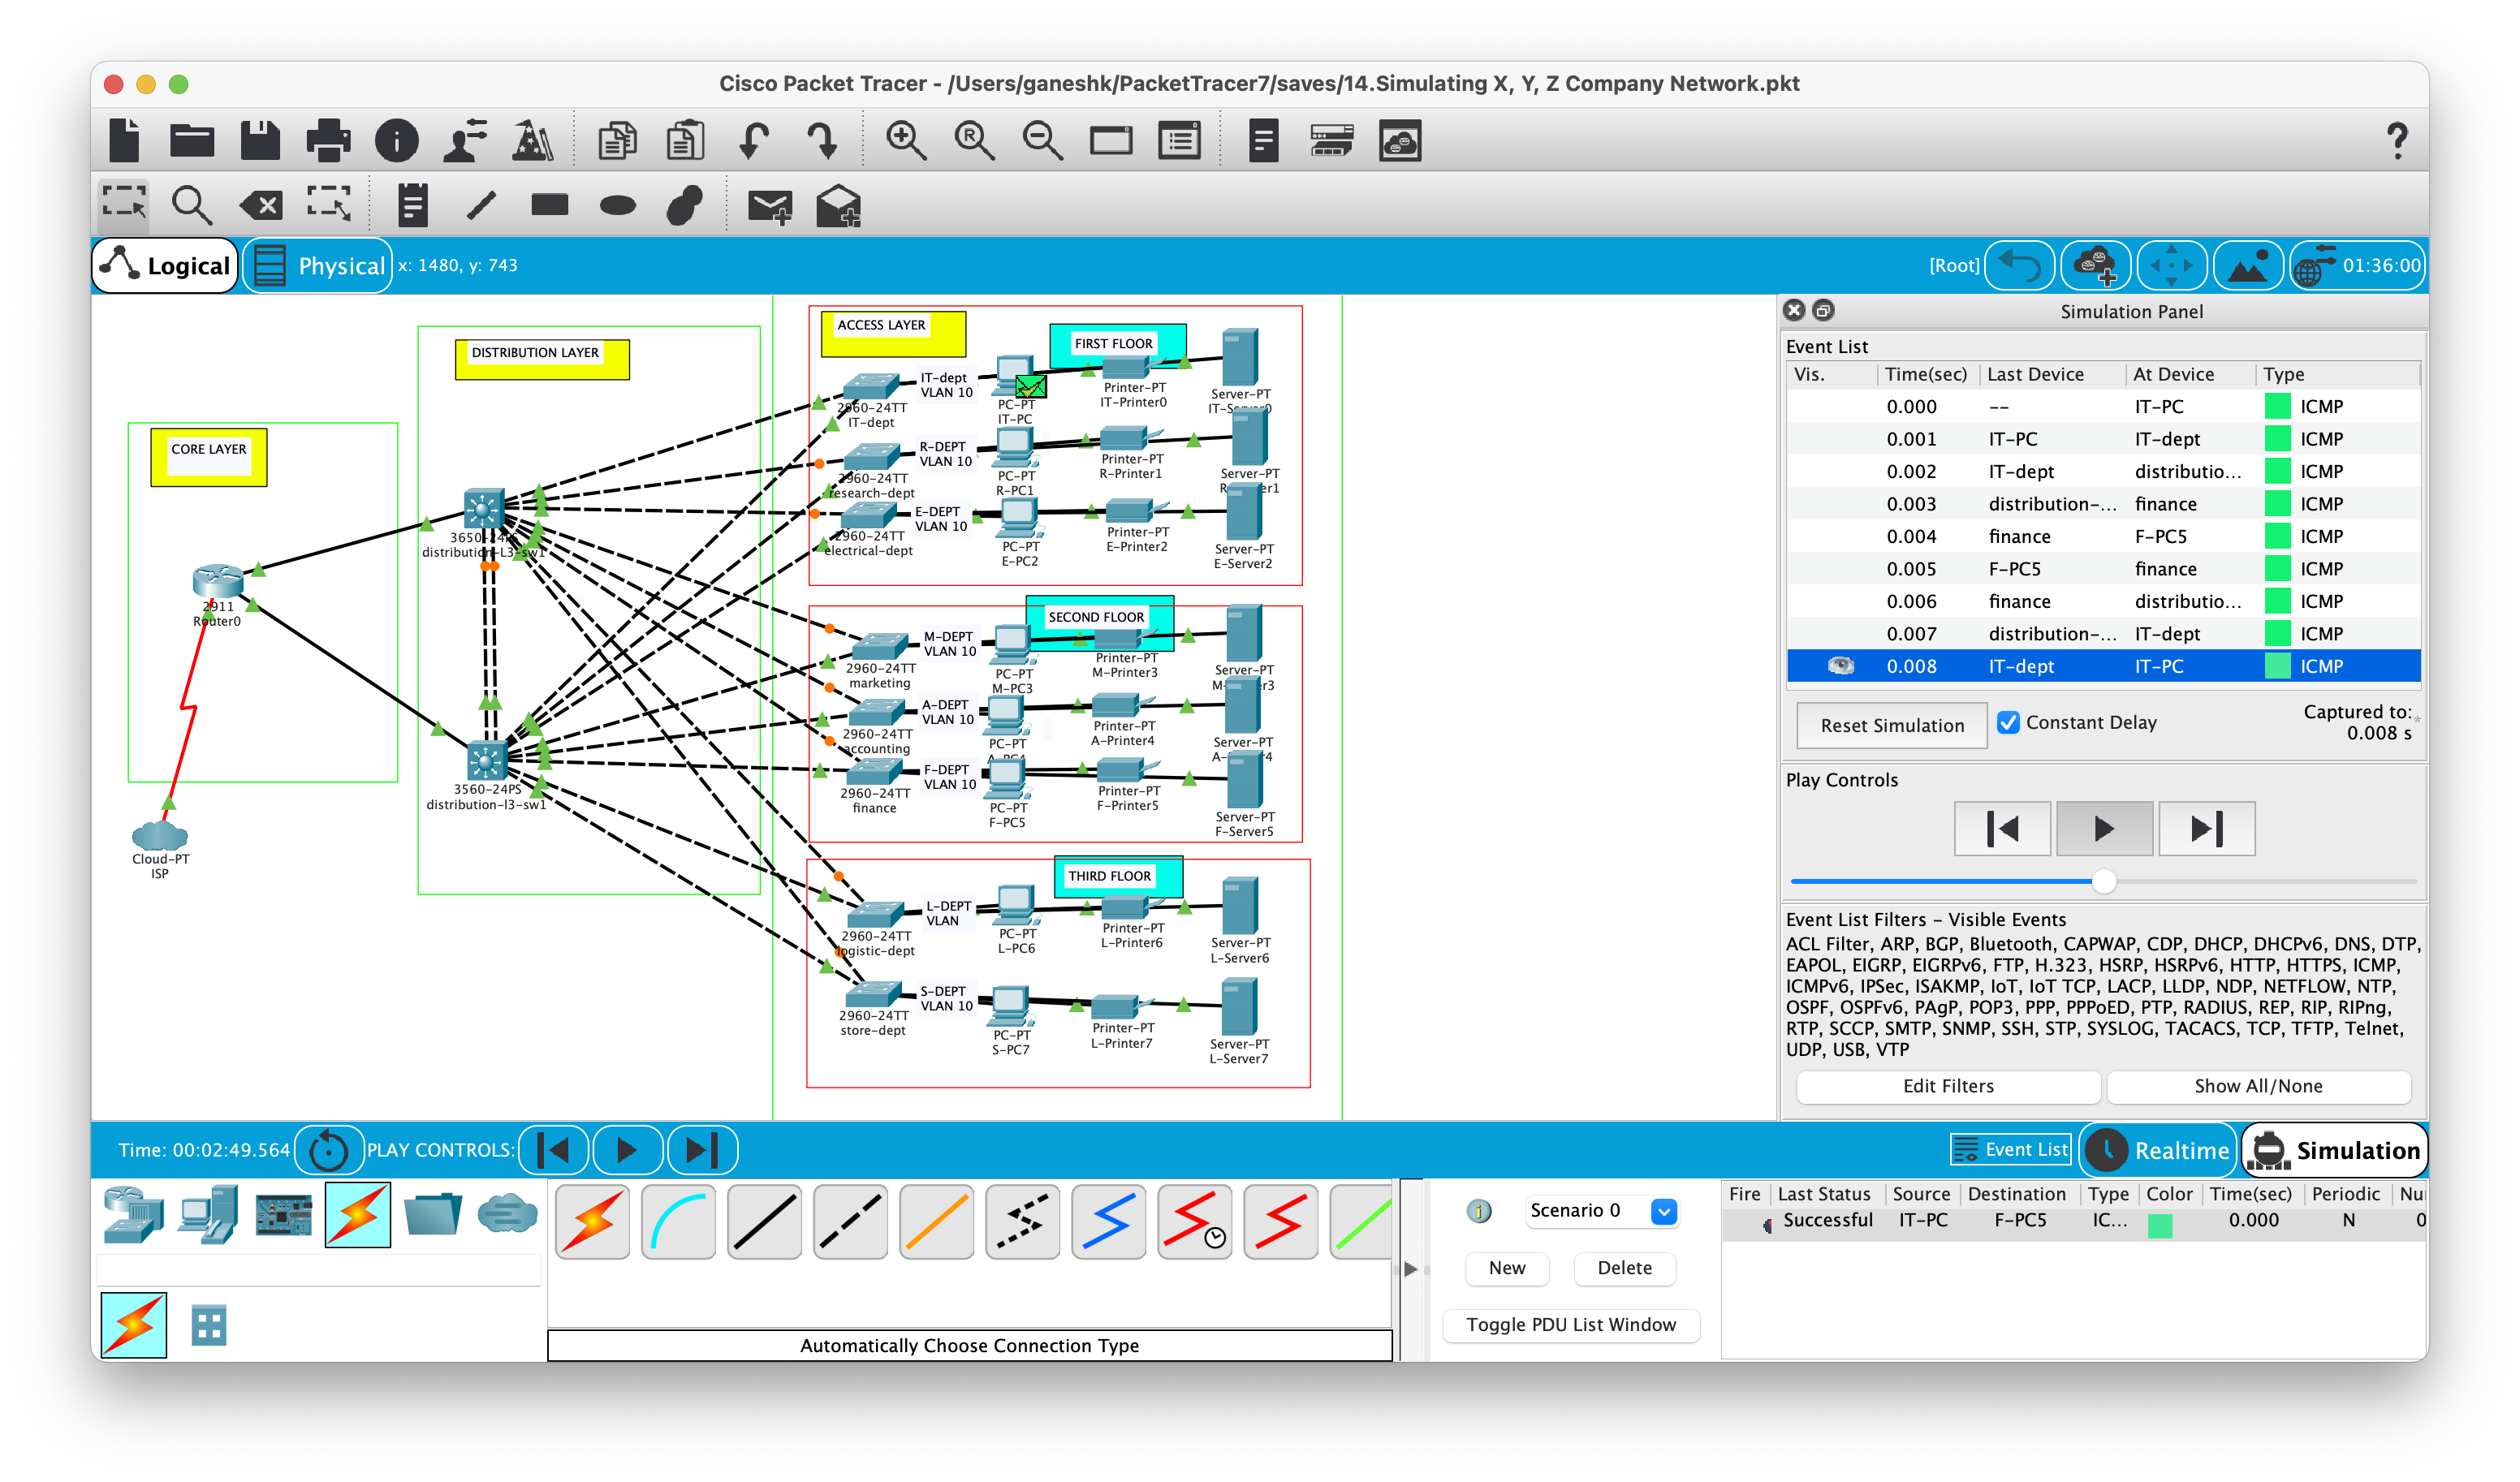 Cisco Packet Tracer - /Users/ganeshk/PacketTracer7/saves/14.Simulating X, Y, Z Company Network.pkt
Logical
Physical
x: 1480, y: 743
[Root]
01:36:00
CORE LAYER
2911
Router0
Cloud-PT
ISP
DISTRIBUTION LAYER
3650-24PS
distribution-L3-sw1
3560-24PS
distribution-l3-sw1
ACCESS LAYER
FIRST FLOOR
2960-24TT
IT-dept
IT-dept
VLAN 10
PC-PT
IT-PC
Printer-PT
IT-Printer0
Server-PT
IT-Server0
2960-24TT
research-dept
R-DEPT
VLAN 10
PC-PT
R-PC1
Printer-PT
R-Printer1
Server-PT
2960-24TT
electrical-dept
E-DEPT
VLAN 10
PC-PT
E-PC2
Printer-PT
E-Printer2
Server-PT
E-Server2
SECOND FLOOR
2960-24TT
marketing
M-DEPT
VLAN 10
PC-PT
M-PC3
Printer-PT
M-Printer3
Server-PT
2960-24TT
accounting
A-DEPT
VLAN 10
PC-PT
Printer-PT
A-Printer4
Server-PT
2960-24TT
finance
F-DEPT
VLAN 10
PC-PT
F-PC5
Printer-PT
F-Printer5
Server-PT
F-Server5
THIRD FLOOR
2960-24TT
logistic-dept
L-DEPT
VLAN
PC-PT
L-PC6
Printer-PT
L-Printer6
Server-PT
L-Server6
2960-24TT
store-dept
S-DEPT
VLAN 10
PC-PT
S-PC7
Printer-PT
L-Printer7
Server-PT
L-Server7
Simulation Panel
Event List
Vis. Time(sec) Last Device At Device Type
0.000 -- IT-PC ICMP
0.001 IT-PC IT-dept ICMP
0.002 IT-dept distributio... ICMP
0.003 distribution-... finance ICMP
0.004 finance F-PC5 ICMP
0.005 F-PC5 finance ICMP
0.006 finance distributio... ICMP
0.007 distribution-... IT-dept ICMP
0.008 IT-dept IT-PC ICMP
Reset Simulation
Constant Delay
Captured to:*
0.008 s
Play Controls
Event List Filters - Visible Events
ACL Filter, ARP, BGP, Bluetooth, CAPWAP, CDP, DHCP, DHCPv6, DNS, DTP,
EAPOL, EIGRP, EIGRPv6, FTP, H.323, HSRP, HSRPv6, HTTP, HTTPS, ICMP,
ICMPv6, IPSec, ISAKMP, IoT, IoT TCP, LACP, LLDP, NDP, NETFLOW, NTP,
OSPF, OSPFv6, PAgP, POP3, PPP, PPPoED, PTP, RADIUS, REP, RIP, RIPng,
RTP, SCCP, SMTP, SNMP, SSH, STP, SYSLOG, TACACS, TCP, TFTP, Telnet,
UDP, USB, VTP
Edit Filters
Show All/None
Time: 00:02:49.564
PLAY CONTROLS:
Event List
Realtime
Simulation
Automatically Choose Connection Type
Scenario 0
New
Delete
Toggle PDU List Window
Fire Last Status Source Destination Type Color Time(sec) Periodic Nu
Successful IT-PC F-PC5 IC... 0.000 N 0